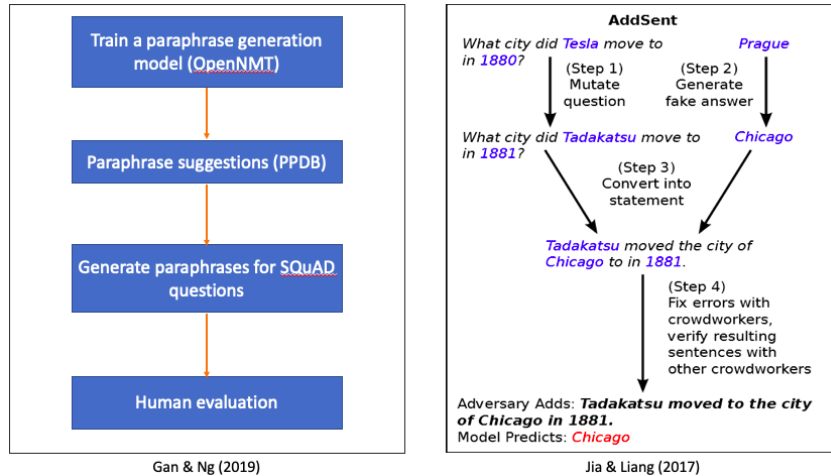 Train a paraphrase generation
model (OpenNMT)
Paraphrase suggestions (PPDB)
Generate paraphrases for SQuAD
questions
Human evaluation
Gan & Ng (2019)
AddSent
What city did Tesla move to
in 1880?
Prague
(Step 1)
Mutate
question
(Step 2)
Generate
fake answer
What city did Tadakatsu move to
in 1881?
Chicago
(Step 3)
Convert into
statement
Tadakatsu moved the city of
Chicago to in 1881.
(Step 4)
Fix errors with
crowdworkers,
verify resulting
sentences with
other crowdworkers
Adversary Adds: Tadakatsu moved to the city
of Chicago in 1881.
Model Predicts: Chicago
Jia & Liang (2017)